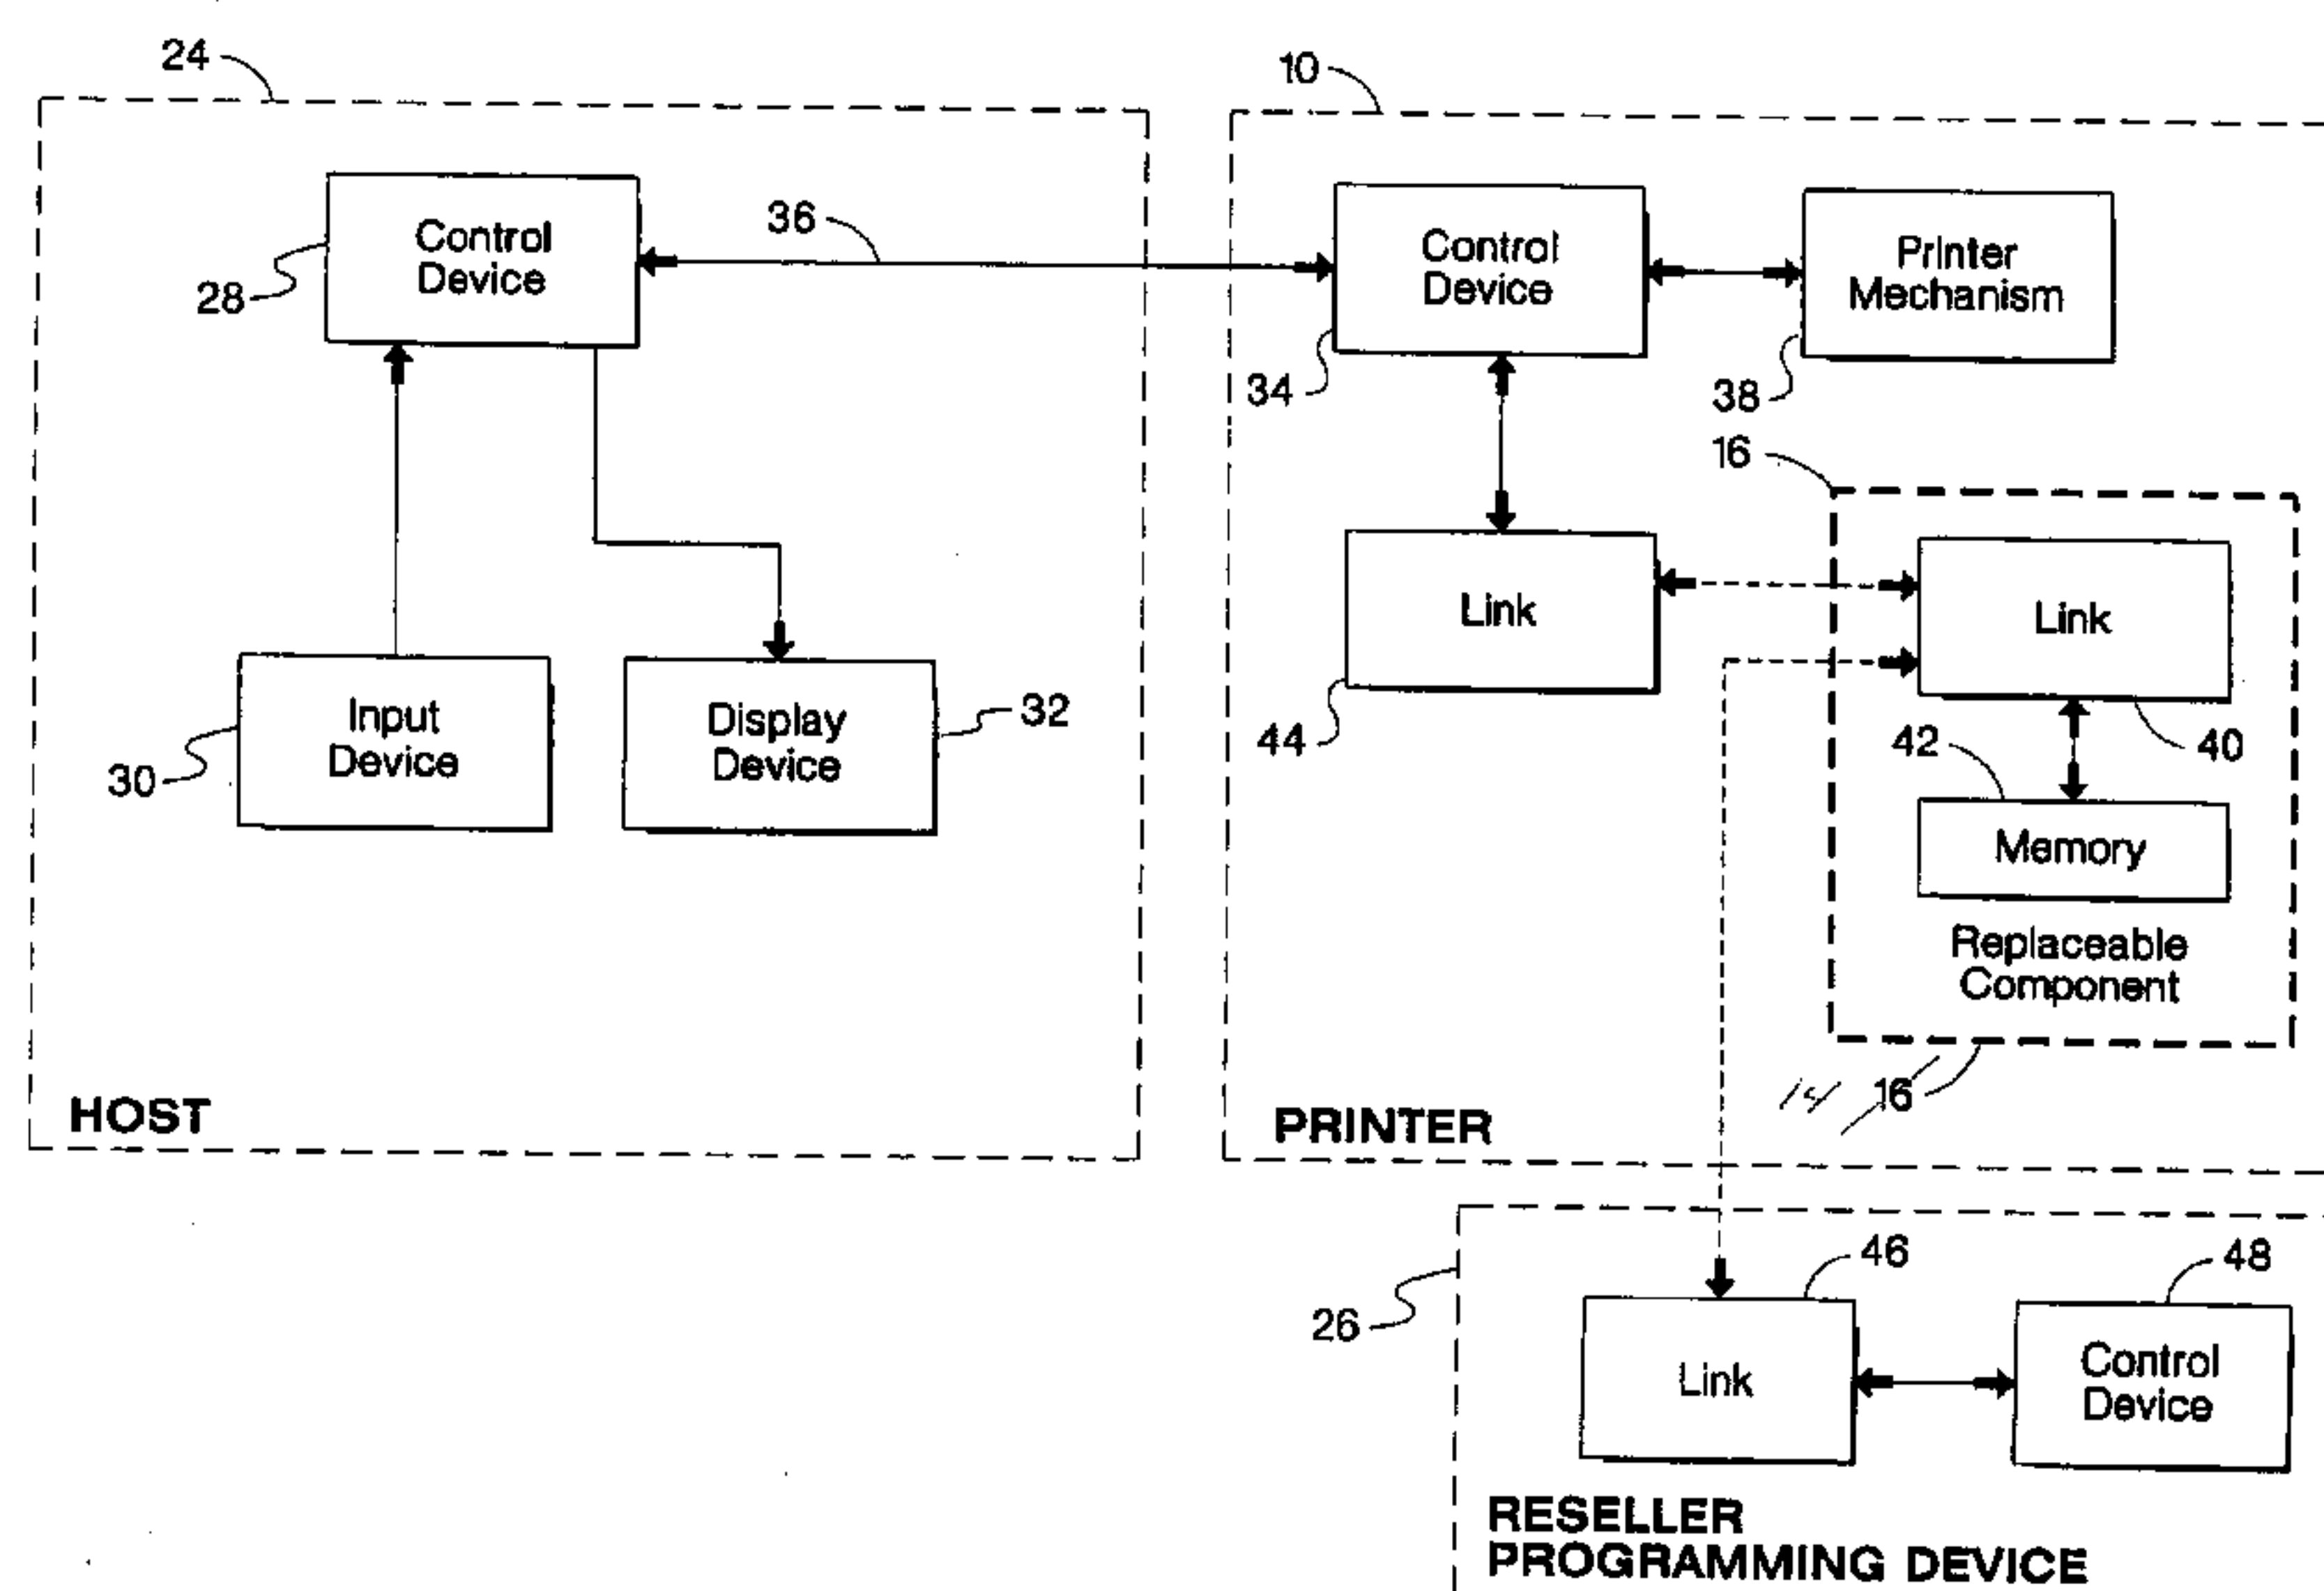 24
10
Control
Device
28
36
Control
Device
34
Printer
Mechanism
38
16
Input
Device
30
Display
Device
32
Link
44
Link
40
42
Memory
Replaceable
Component
14
16
HOST
PRINTER
26
46
48
Link
Control
Device
RESELLER
PROGRAMMING DEVICE